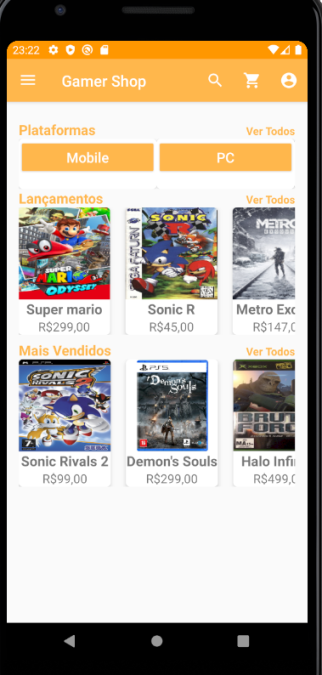 23:22
Gamer Shop
Plataformas
Ver Todos
Mobile
PC
Lançamentos
Ver Todos
SUPER MARIO ODYSSEY
SEGA SATURN
SONIC R
METRO
Super mario
Sonic R
Metro Exc
R$299,00
R$45,00
R$147,0
Mais Vendidos
Ver Todos
SONIC RIVALS 2
PS5
Demon's Souls
XBOX
BRUTE FORCE
Sonic Rivals 2
Demon's Souls
Halo Infi
R$99,00
R$299,00
R$499,0